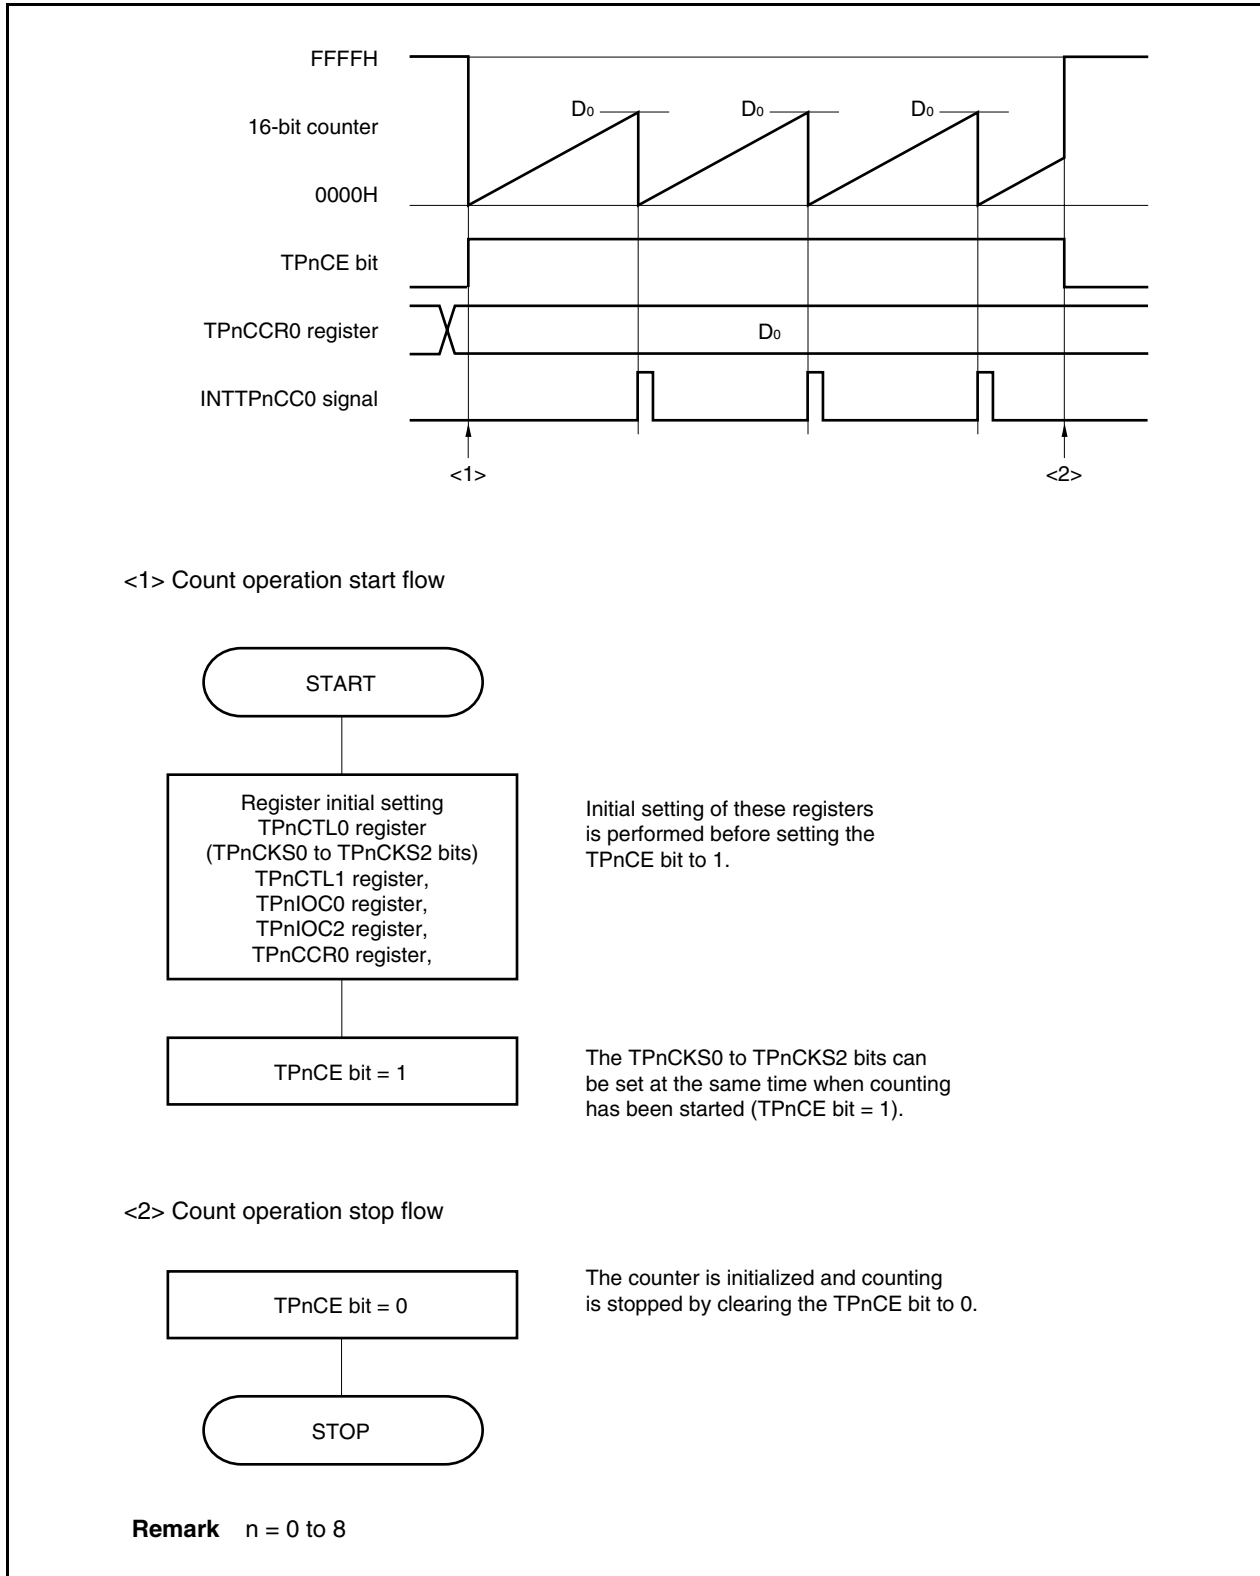 FFFFH
D0 D0 D0
16-bit counter
0000H
TPnCE bit
TPnCCR0 register D0
INTTPnCC0 signal
<1> <2>
<1> Count operation start flow
START
Register initial setting
TPnCTL0 register
(TPnCKS0 to TPnCKS2 bits)
TPnCTL1 register,
TPnIOC0 register,
TPnIOC2 register,
TPnCCR0 register,
Initial setting of these registers
is performed before setting the
TPnCE bit to 1.
TPnCE bit = 1
The TPnCKS0 to TPnCKS2 bits can
be set at the same time when counting
has been started (TPnCE bit = 1).
<2> Count operation stop flow
TPnCE bit = 0
The counter is initialized and counting
is stopped by clearing the TPnCE bit to 0.
STOP
Remark n = 0 to 8